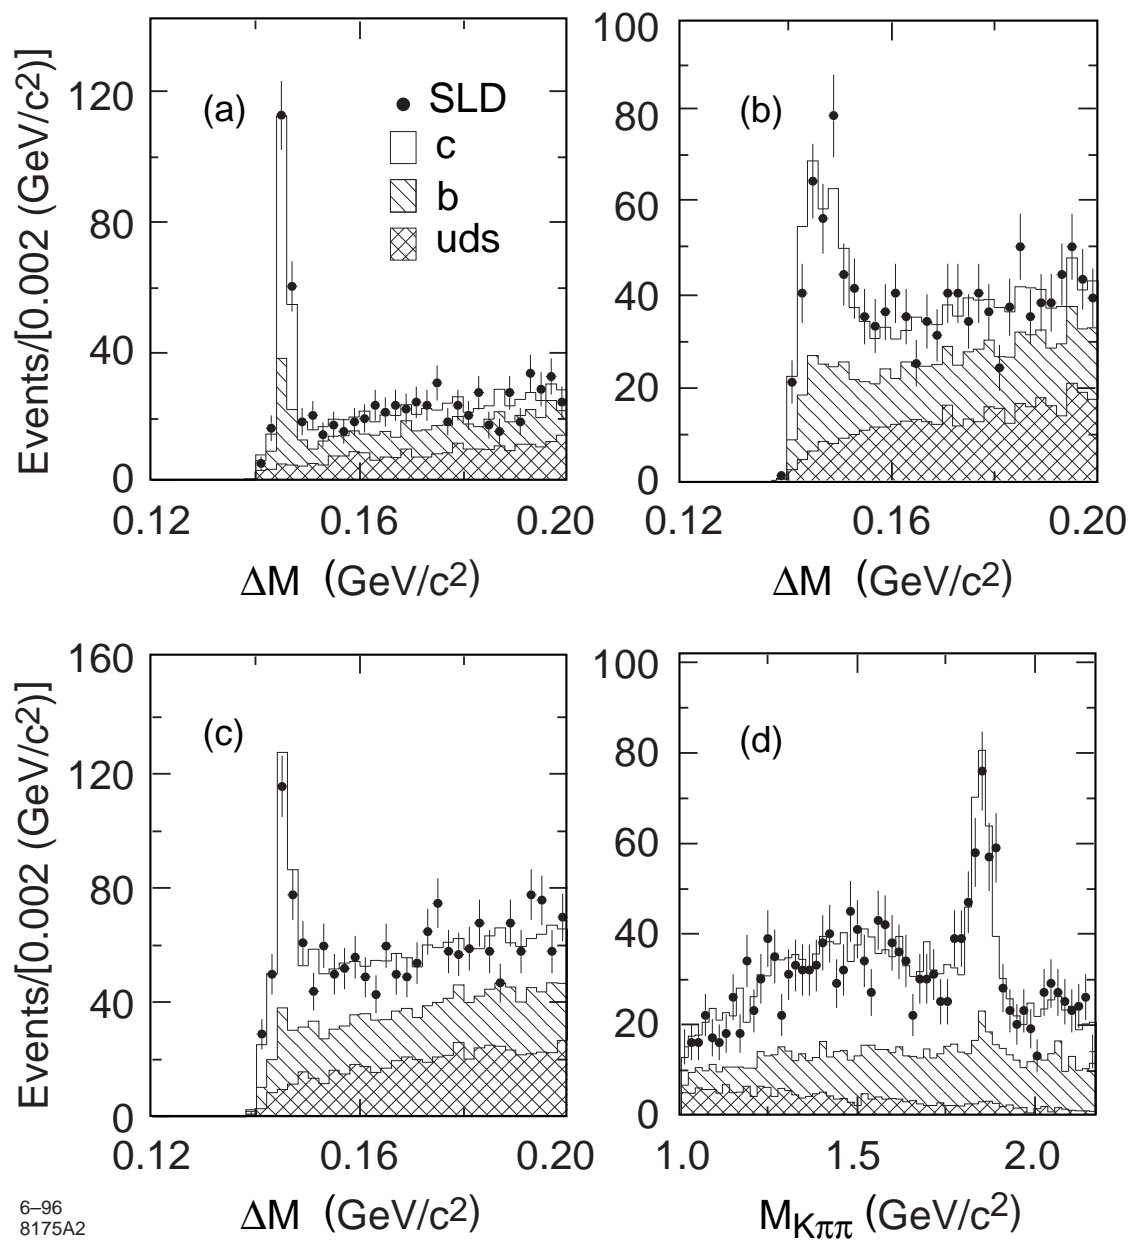 Events/[0.002 (GeV/c2)]
120
80
40
0
(a)
SLD
c
b
uds
0.12
0.16
0.20
ΔM (GeV/c2)
100
80
60
40
20
0
(b)
0.12
0.16
0.20
ΔM (GeV/c2)
Events/[0.002 (GeV/c2)]
160
120
80
40
0
(c)
0.12
0.16
0.20
ΔM (GeV/c2)
100
80
60
40
20
0
(d)
1.0
1.5
2.0
MKππ (GeV/c2)
6–96
8175A2